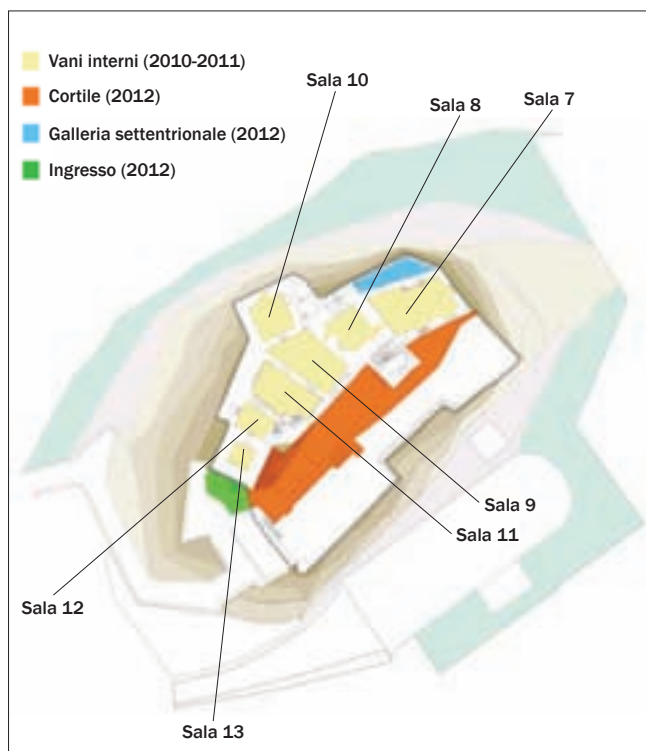 Vani interni (2010-2011)
Cortile (2012)
Galleria settentrionale (2012)
Ingresso (2012)
Sala 10
Sala 8
Sala 7
Sala 9
Sala 11
Sala 12
Sala 13